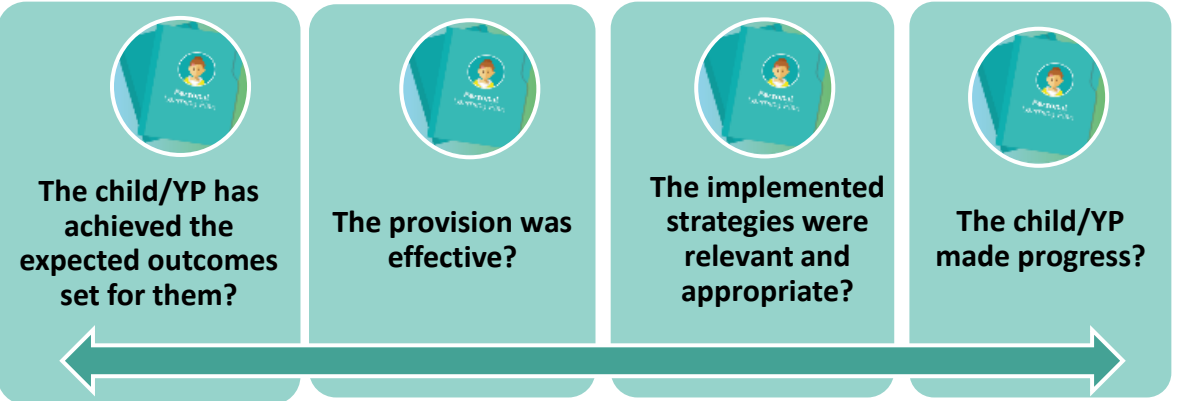 The child/YP has
achieved the
expected outcomes
set for them?
The provision was
effective?
The implemented
strategies were
relevant and
appropriate?
The child/YP
made progress?